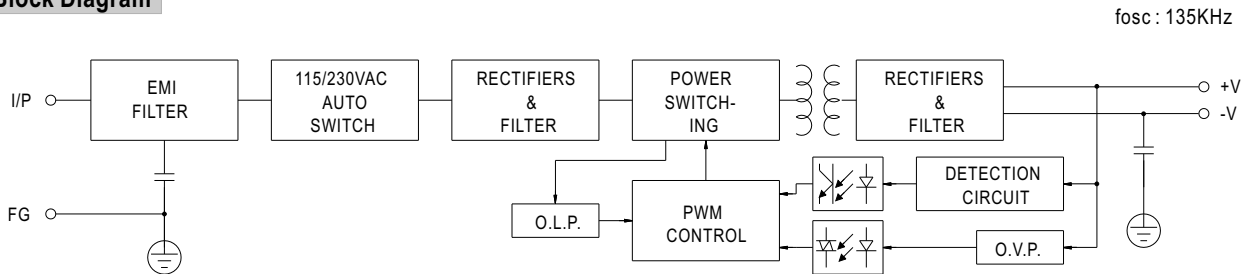 Block Diagram
fosc : 135KHz
I/P
EMI
FILTER
115/230VAC
AUTO
SWITCH
RECTIFIERS
&
FILTER
POWER
SWITCH-
ING
RECTIFIERS
&
FILTER
+V
-V
DETECTION
CIRCUIT
FG
O.L.P.
PWM
CONTROL
O.V.P.